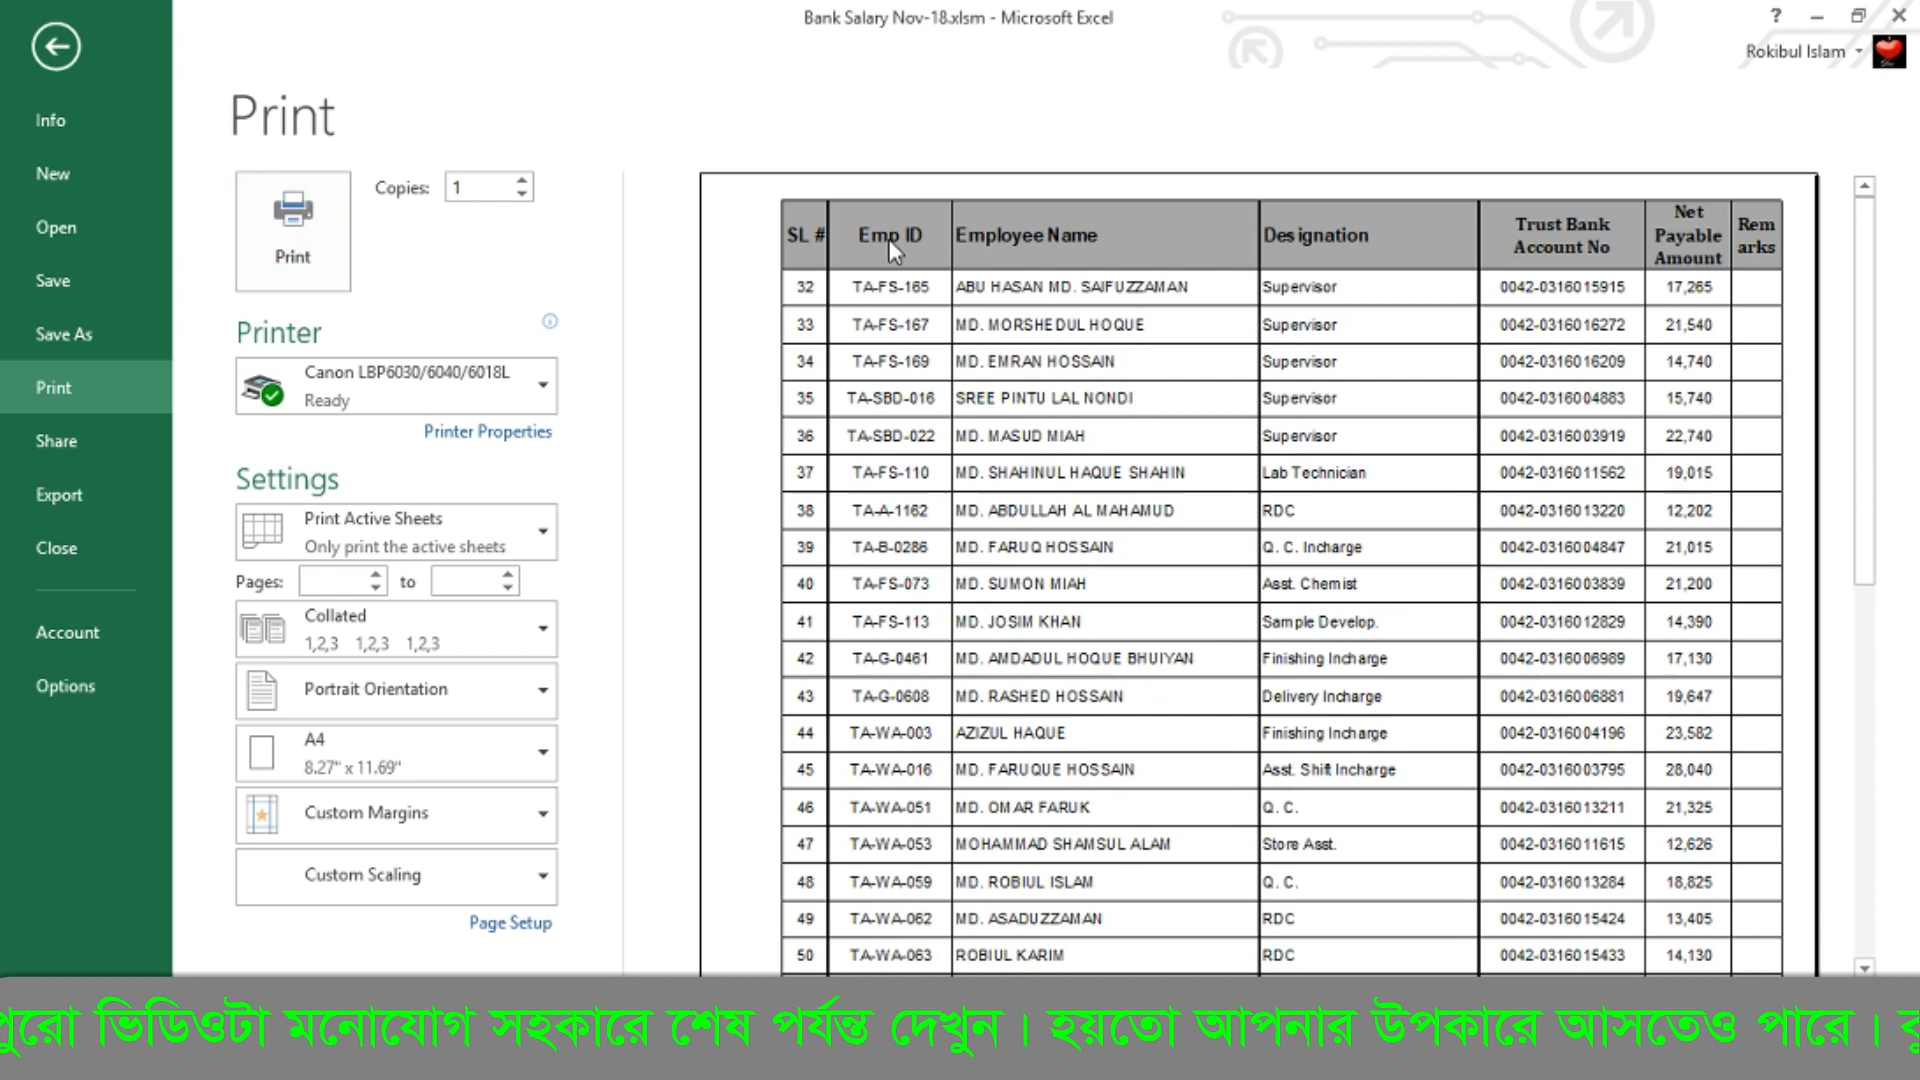 Bank Salary Nov-18.xlsm - Microsoft Excel
?
Rokibul Islam
Info
New
Open
Save
Save As
Print
Share
Export
Close
Account
Options
Print
Print
Copies: 1
Printer
Canon LBP6030/6040/6018L
Ready
Printer Properties
Settings
Print Active Sheets
Only print the active sheets
Pages: to
Collated
1,2,3 1,2,3 1,2,3
Portrait Orientation
A4
8.27" x 11.69"
Custom Margins
Custom Scaling
Page Setup
SL # Emp ID Employee Name Designation Trust Bank Account No Net Payable Amount Rem arks
32 TA-FS-165 ABU HASAN MD. SAIFUZZAMAN Supervisor 0042-0316015915 17,265
33 TA-FS-167 MD. MORSHEDUL HOQUE Supervisor 0042-0316016272 21,540
34 TA-FS-169 MD. EMRAN HOSSAIN Supervisor 0042-0316016209 14,740
35 TA-SBD-016 SREE PINTU LAL NONDI Supervisor 0042-0316004883 15,740
36 TA-SBD-022 MD. MASUD MIAH Supervisor 0042-0316003919 22,740
37 TA-FS-110 MD. SHAHINUL HAQUE SHAHIN Lab Technician 0042-0316011562 19,015
38 TA-A-1162 MD. ABDULLAH AL MAHAMUD RDC 0042-0316013220 12,202
39 TA-B-0286 MD. FARUQ HOSSAIN Q. C. Incharge 0042-0316004847 21,015
40 TA-FS-073 MD. SUMON MIAH Asst. Chemist 0042-0316003839 21,200
41 TA-FS-113 MD. JOSIM KHAN Sample Develop. 0042-0316012829 14,390
42 TA-G-0461 MD. AMDADUL HOQUE BHUIYAN Finishing Incharge 0042-0316006989 17,130
43 TA-G-0608 MD. RASHED HOSSAIN Delivery Incharge 0042-0316006881 19,647
44 TA-WA-003 AZIZUL HAQUE Finishing Incharge 0042-0316004196 23,582
45 TA-WA-016 MD. FARUQUE HOSSAIN Asst. Shift Incharge 0042-0316003795 28,040
46 TA-WA-051 MD. OMAR FARUK Q. C. 0042-0316013211 21,325
47 TA-WA-053 MOHAMMAD SHAMSUL ALAM Store Asst. 0042-0316011615 12,626
48 TA-WA-059 MD. ROBIUL ISLAM Q. C. 0042-0316013284 18,825
49 TA-WA-062 MD. ASADUZZAMAN RDC 0042-0316015424 13,405
50 TA-WA-063 ROBIUL KARIM RDC 0042-0316015433 14,130
পুরো ভিডিওটা মনোযোগ সহকারে শেষ পর্যন্ত দেখুন। হয়তো আপনার উপকারে আসতেও পারে।